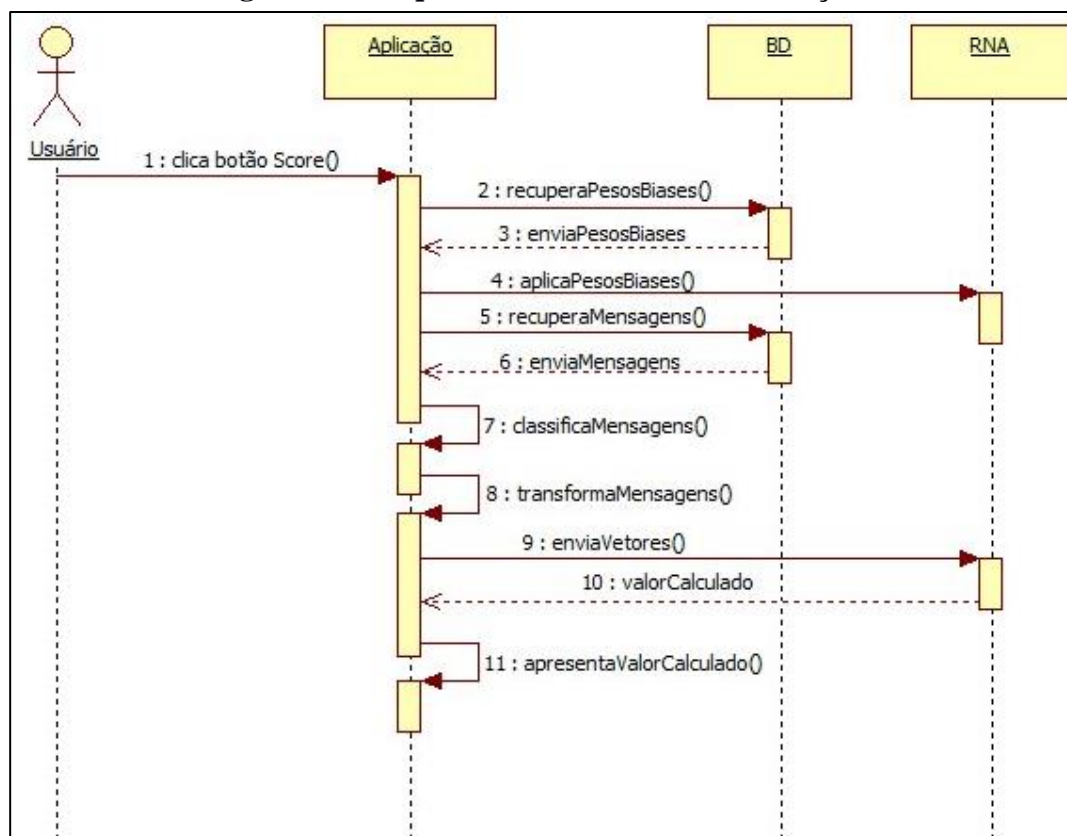 Aplicação
BD
RNA
Usuário
1 : clica botão Score()
2 : recuperaPesosBiases()
3 : enviaPesosBiases
4 : aplicaPesosBiases()
5 : recuperaMensagens()
6 : enviaMensagens
7 : classificaMensagens()
8 : transformaMensagens()
9 : enviaVetores()
10 : valorCalculado
11 : apresentaValorCalculado()